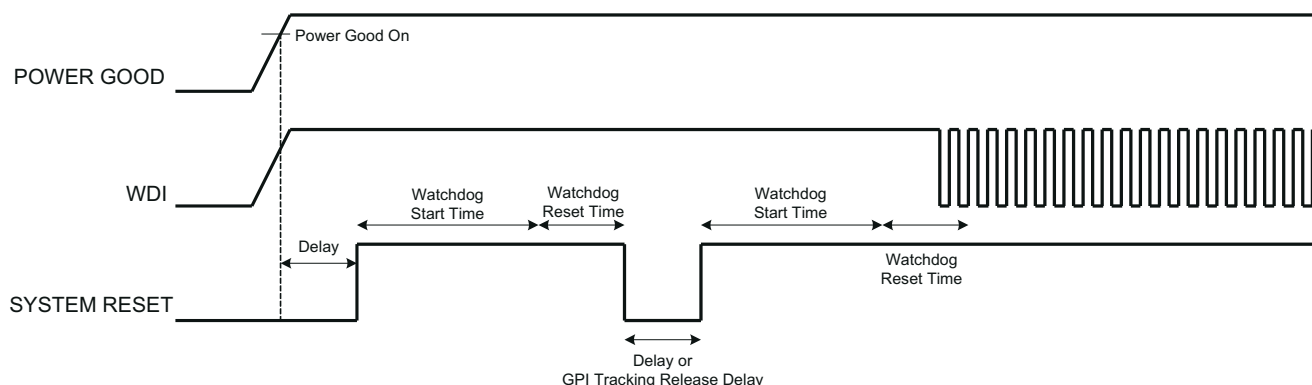 Power Good On
POWER GOOD
WDI
Watchdog
Start Time
Watchdog
Reset Time
Watchdog
Start Time
Delay
Watchdog
Reset Time
SYSTEM RESET
Delay or
GPI Tracking Release Delay